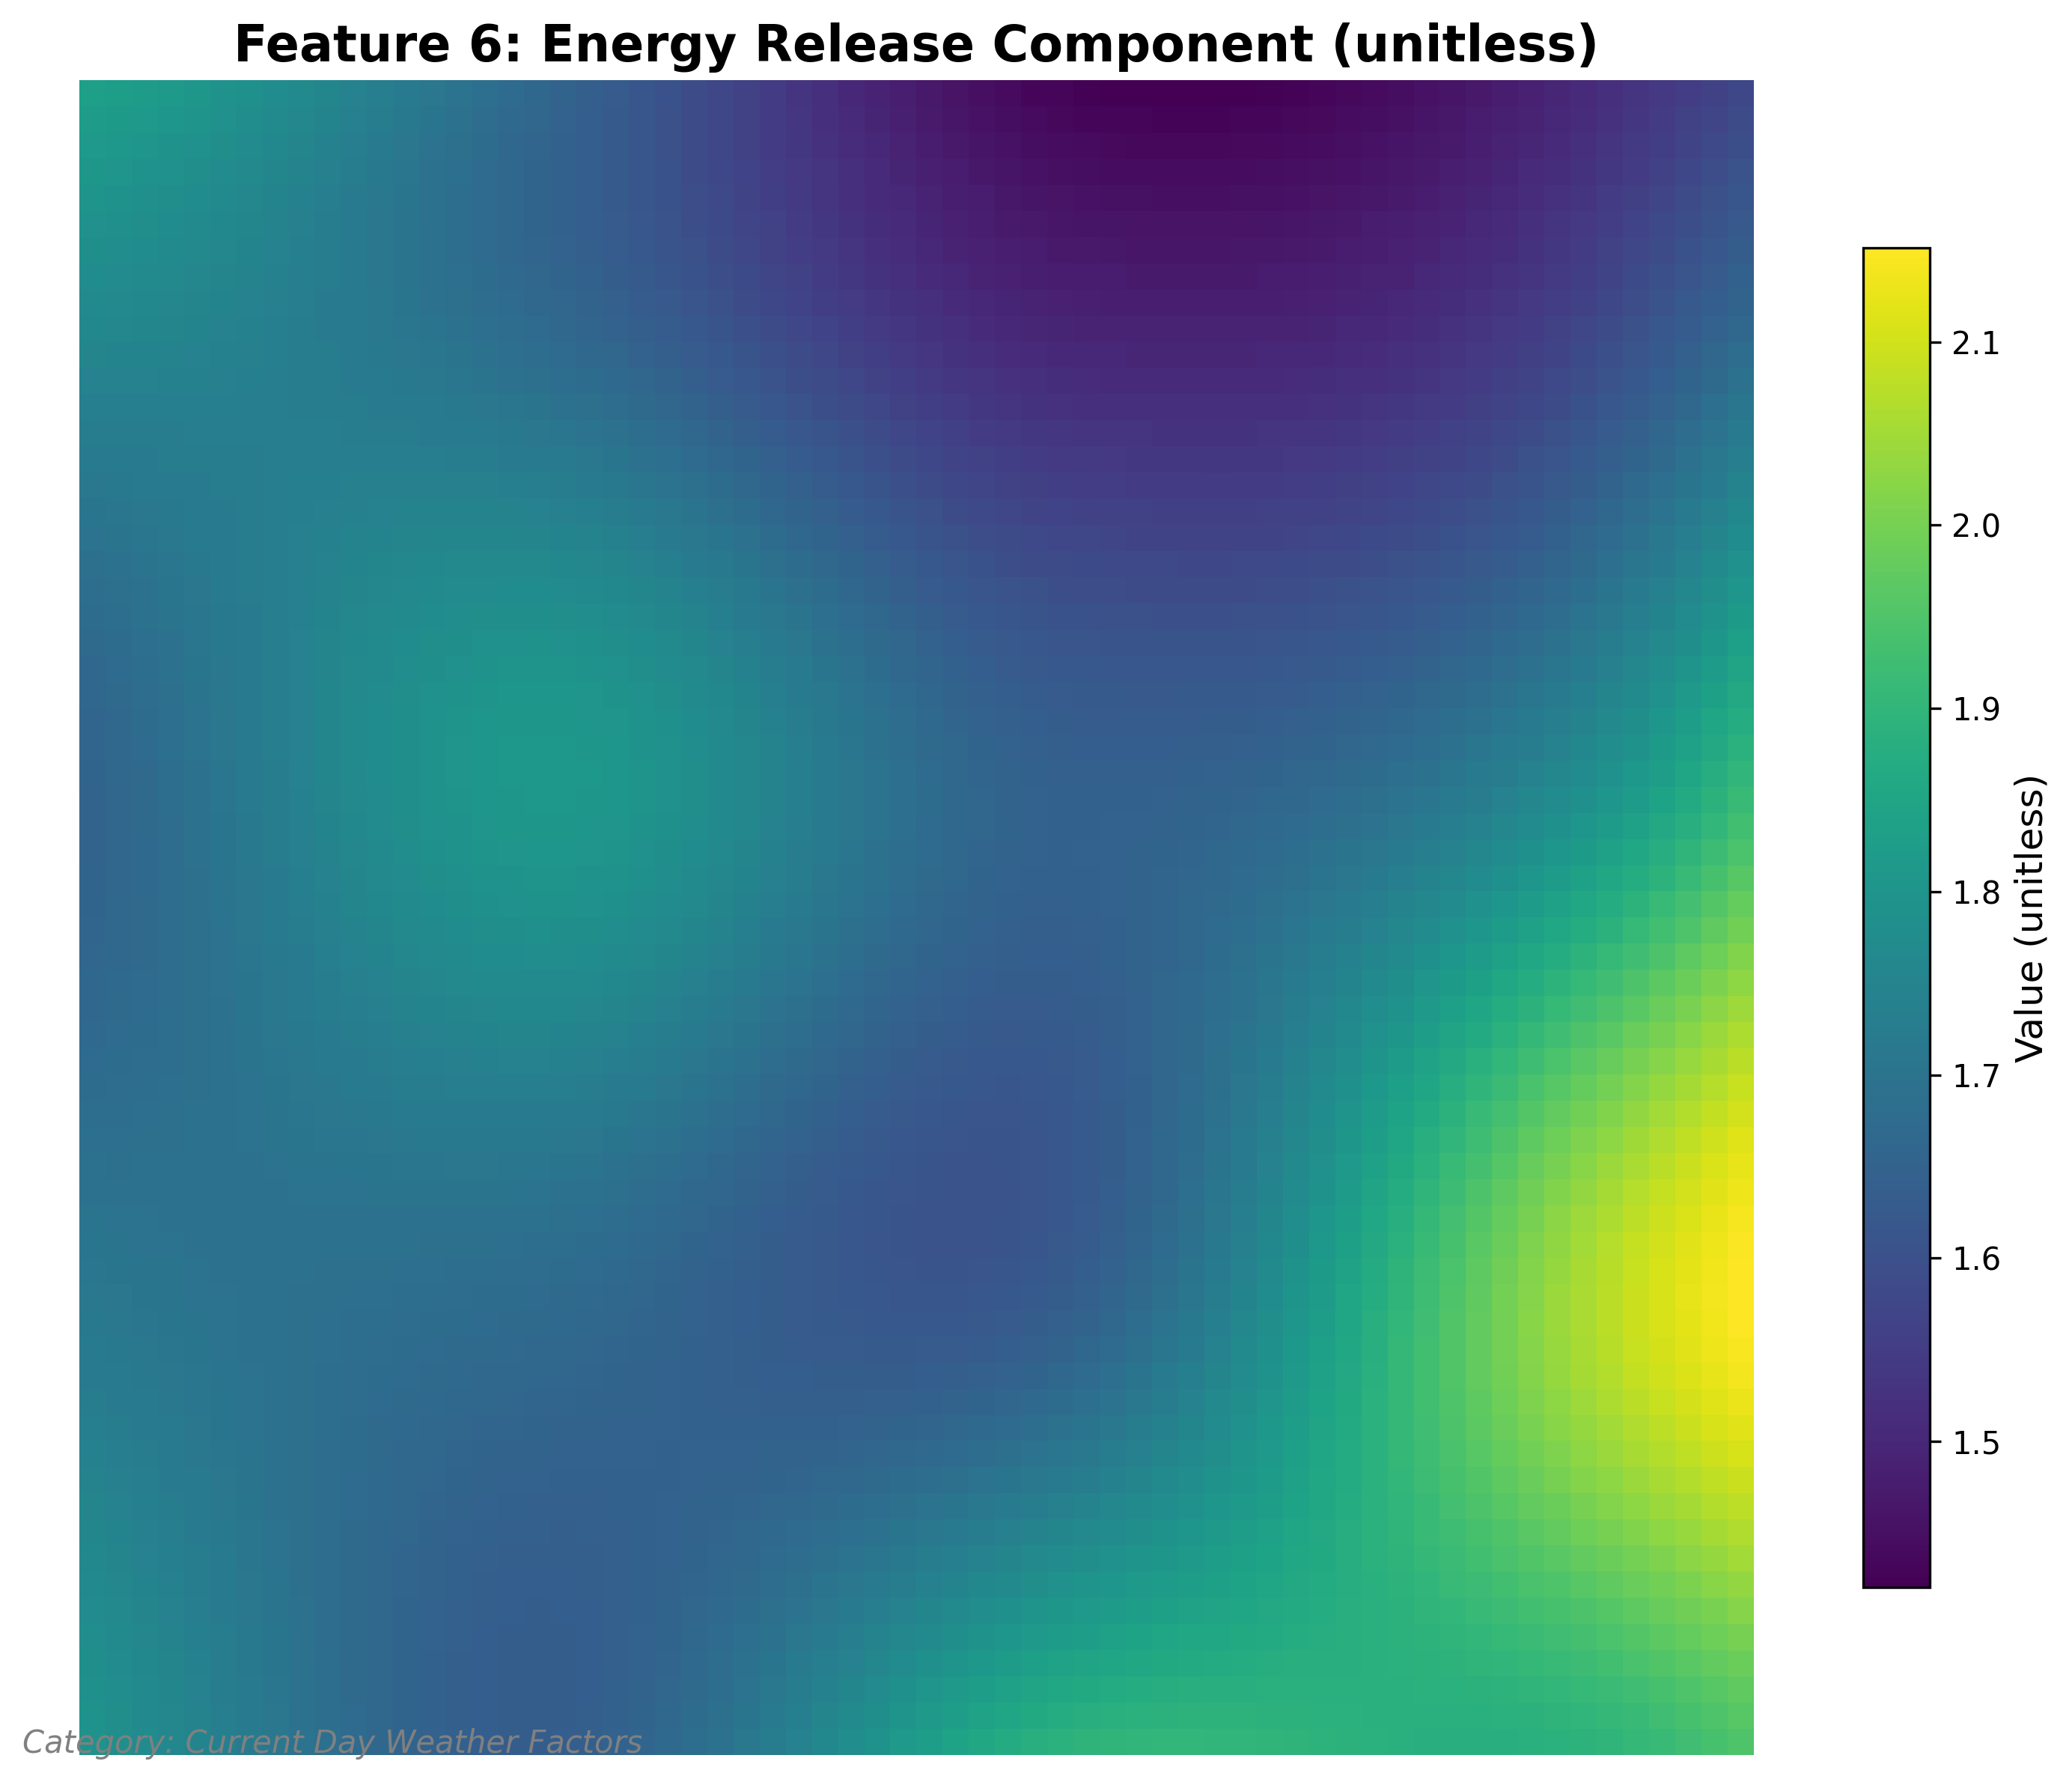 Feature 6: Energy Release Component (unitless)
2.1
2.0
1.9
1.8
1.7
1.6
1.5
Value (unitless)
Category: Current Day Weather Factors